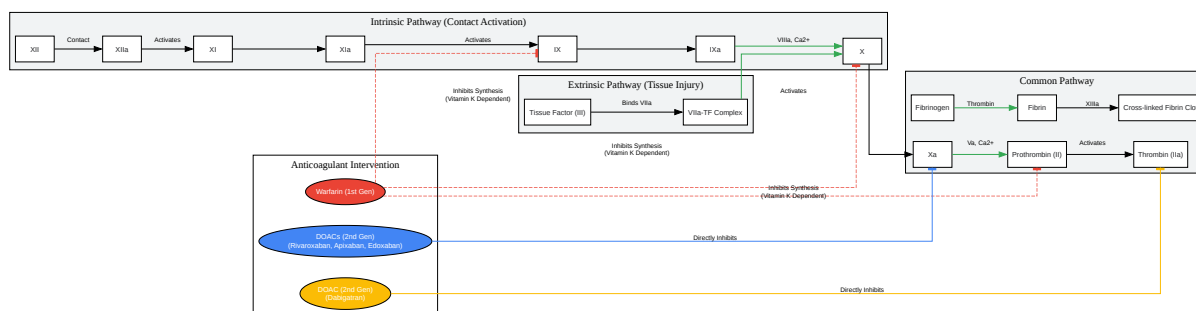 Intrinsic Pathway (Contact Activation)
XII
Contact
XIIa
Activates
XI
XIa
Activates
IX
IXa
VIIIa, Ca2+
X
Extrinsic Pathway (Tissue Injury)
Tissue Factor (III)
Binds VIIa
VIIa-TF Complex
Inhibits Synthesis
(Vitamin K Dependent)
Activates
Inhibits Synthesis
(Vitamin K Dependent)
Common Pathway
Fibrinogen
Thrombin
Fibrin
XIIIa
Cross-linked Fibrin Clo
Xa
Va, Ca2+
Prothrombin (II)
Activates
Thrombin (IIa)
Anticoagulant Intervention
Warfarin (1st Gen)
Inhibits Synthesis
(Vitamin K Dependent)
DOACs (2nd Gen)
(Rivaroxaban, Apixaban, Edoxaban)
Directly Inhibits
DOAC (2nd Gen)
(Dabigatran)
Directly Inhibits